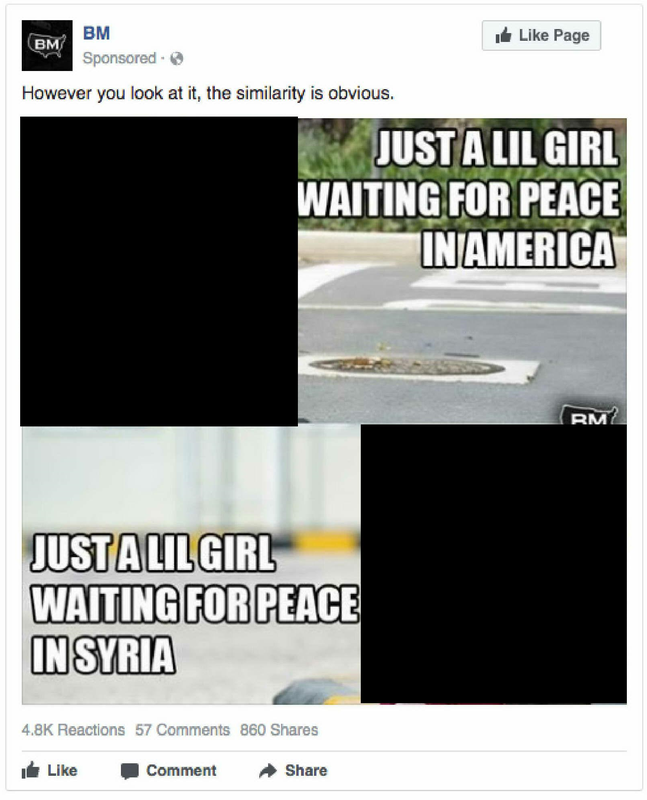 BM
BM
Like Page
Sponsored
However you look at it, the similarity is obvious.
JUST A LIL GIRL
WAITING FOR PEACE
IN AMERICA
BM
JUST A LIL GIRL
WAITING FOR PEACE
IN SYRIA
4.8K Reactions 57 Comments 860 Shares
Like Comment Share